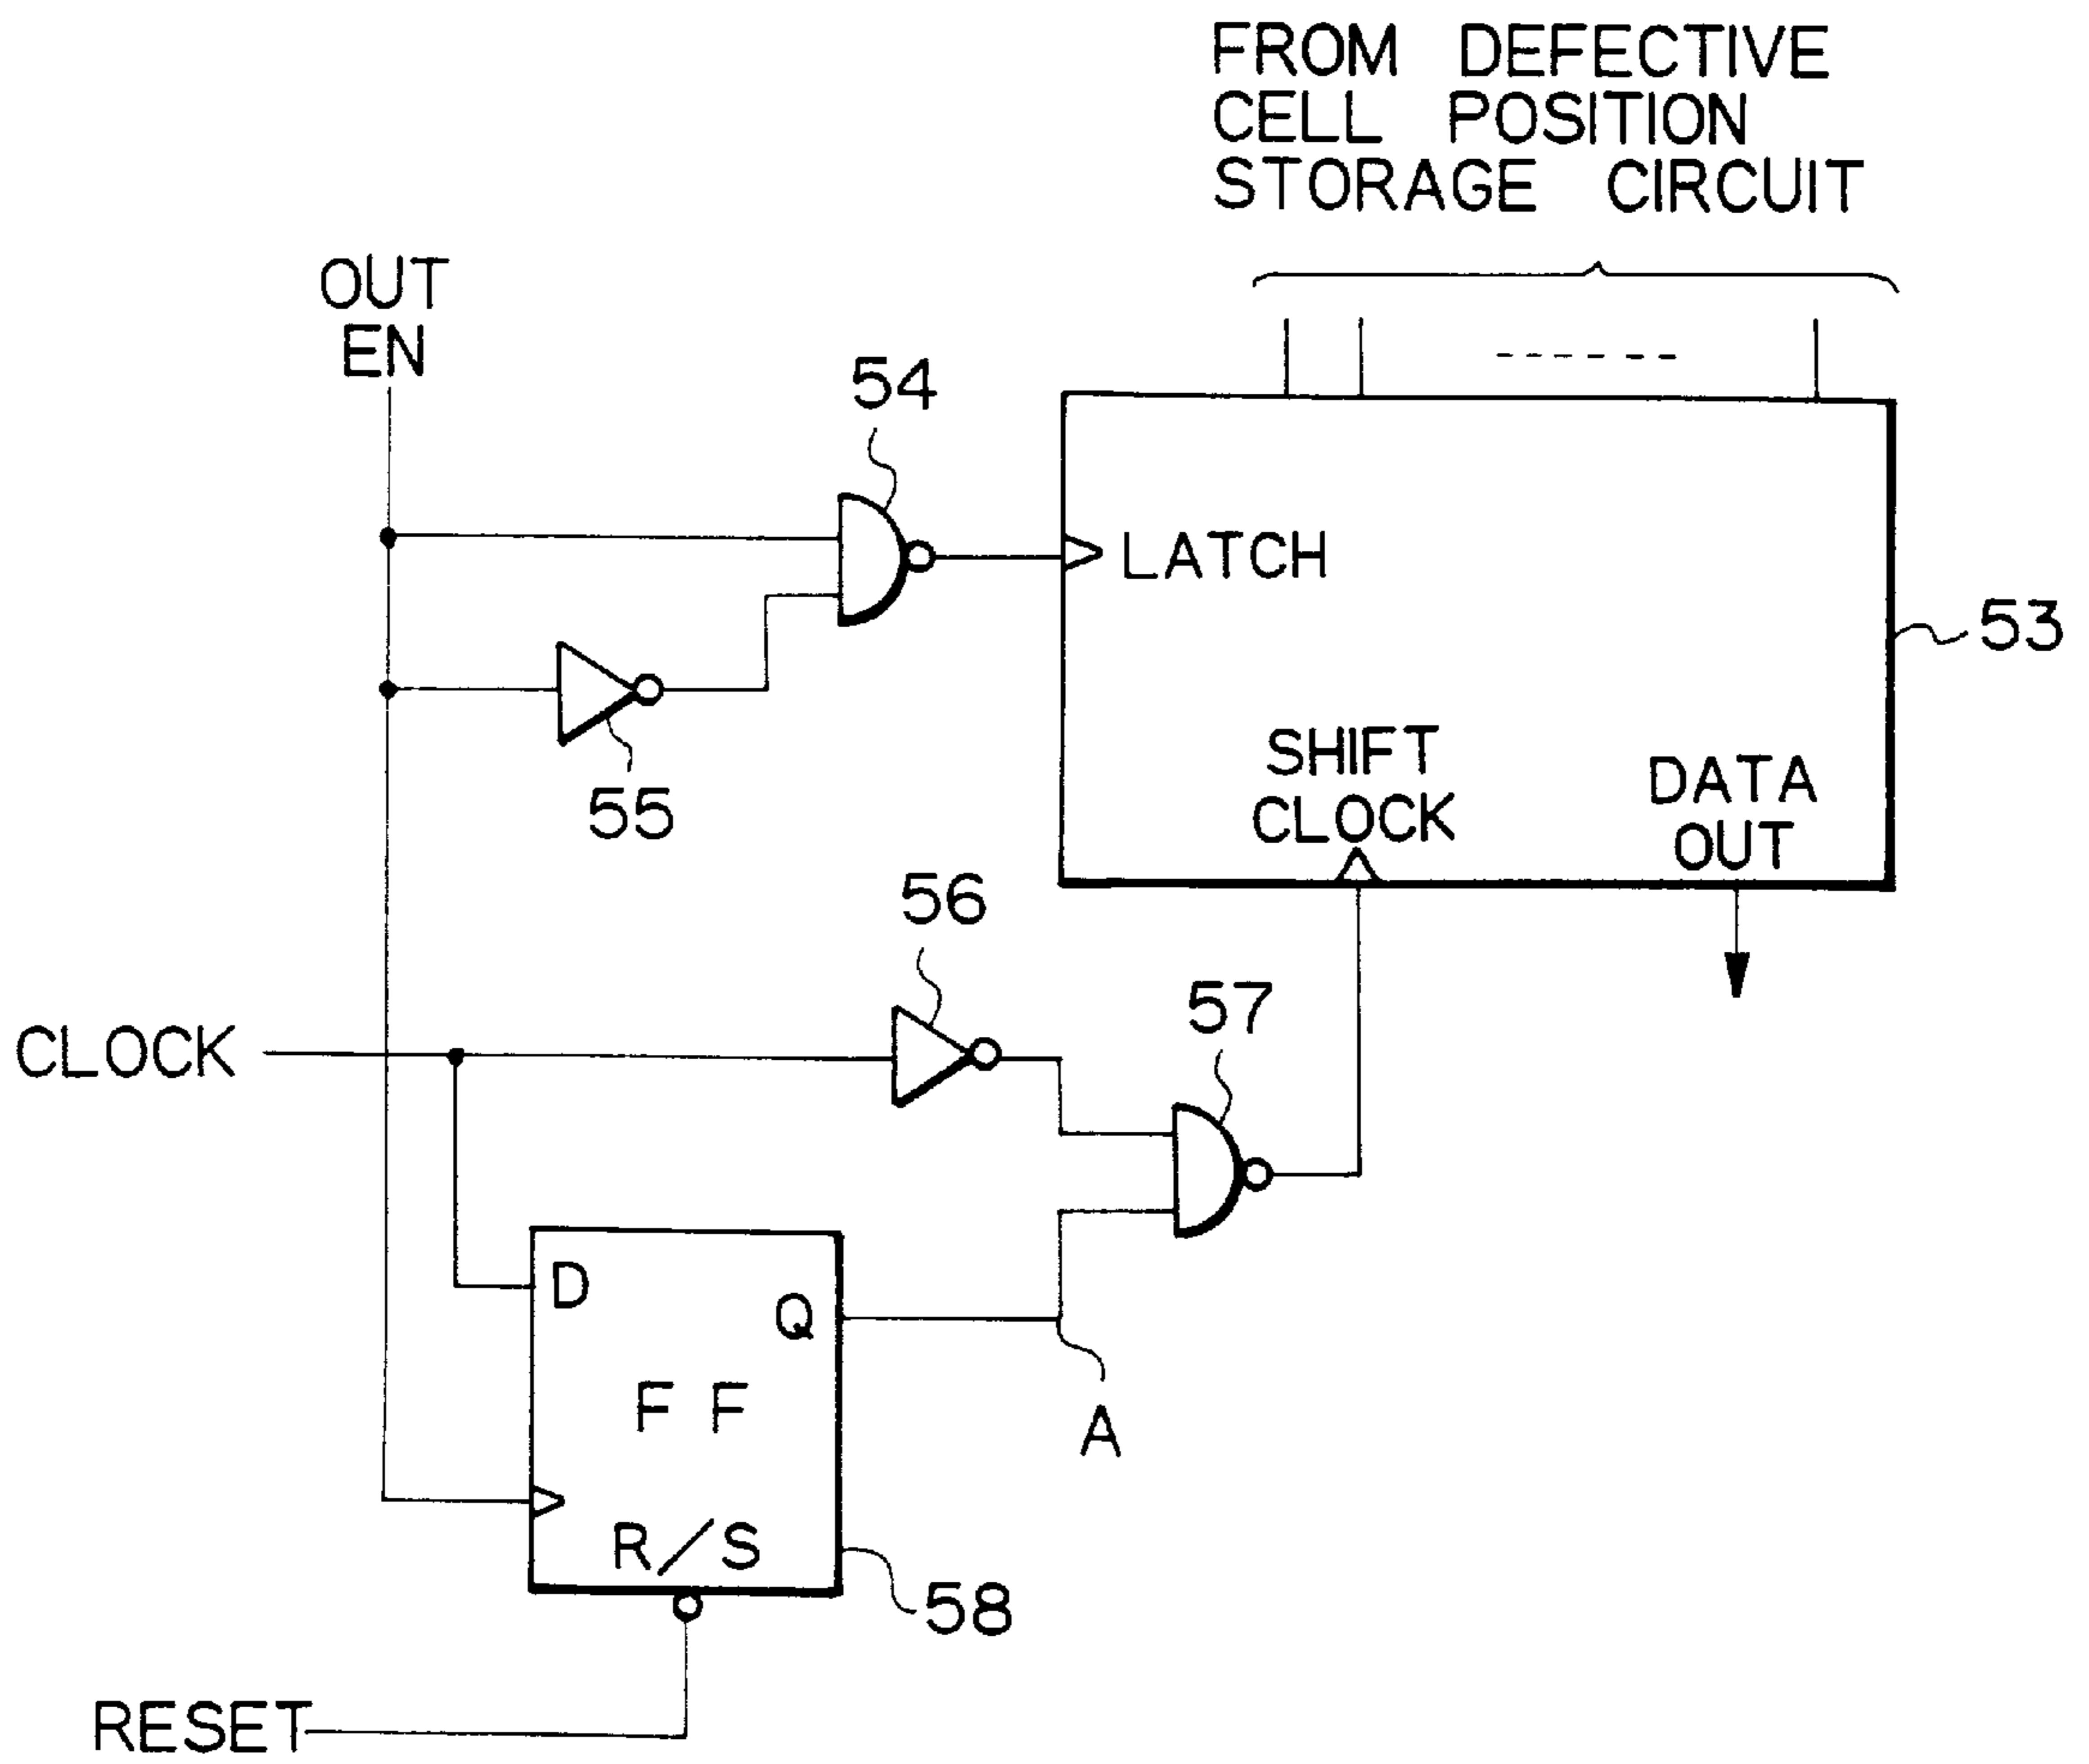 FROM DEFECTIVE
CELL POSITION
STORAGE CIRCUIT
OUT
EN
54
LATCH
53
55
SHIFT
CLOCK
DATA
OUT
56
57
CLOCK
D
Q
FF
A
R/S
58
RESET